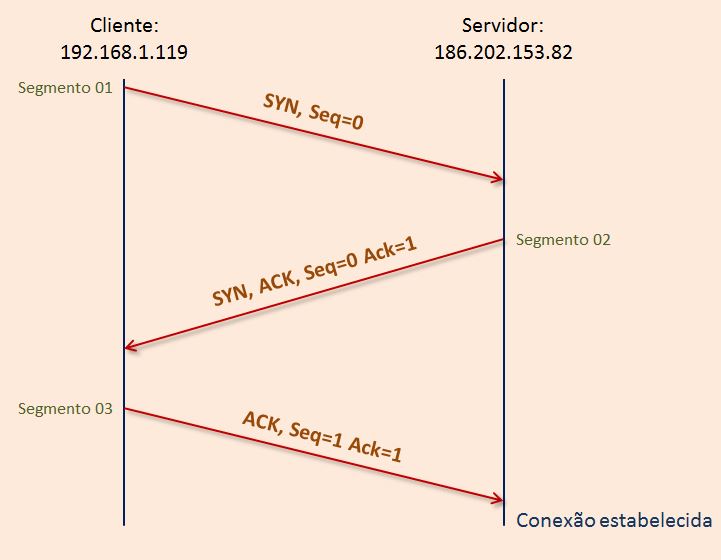 Cliente:
192.168.1.119
Servidor:
186.202.153.82
Segmento 01
SYN, Seq=0
Segmento 02
SYN, ACK, Seq=0 Ack=1
Segmento 03
ACK, Seq=1 Ack=1
Conexão estabelecida